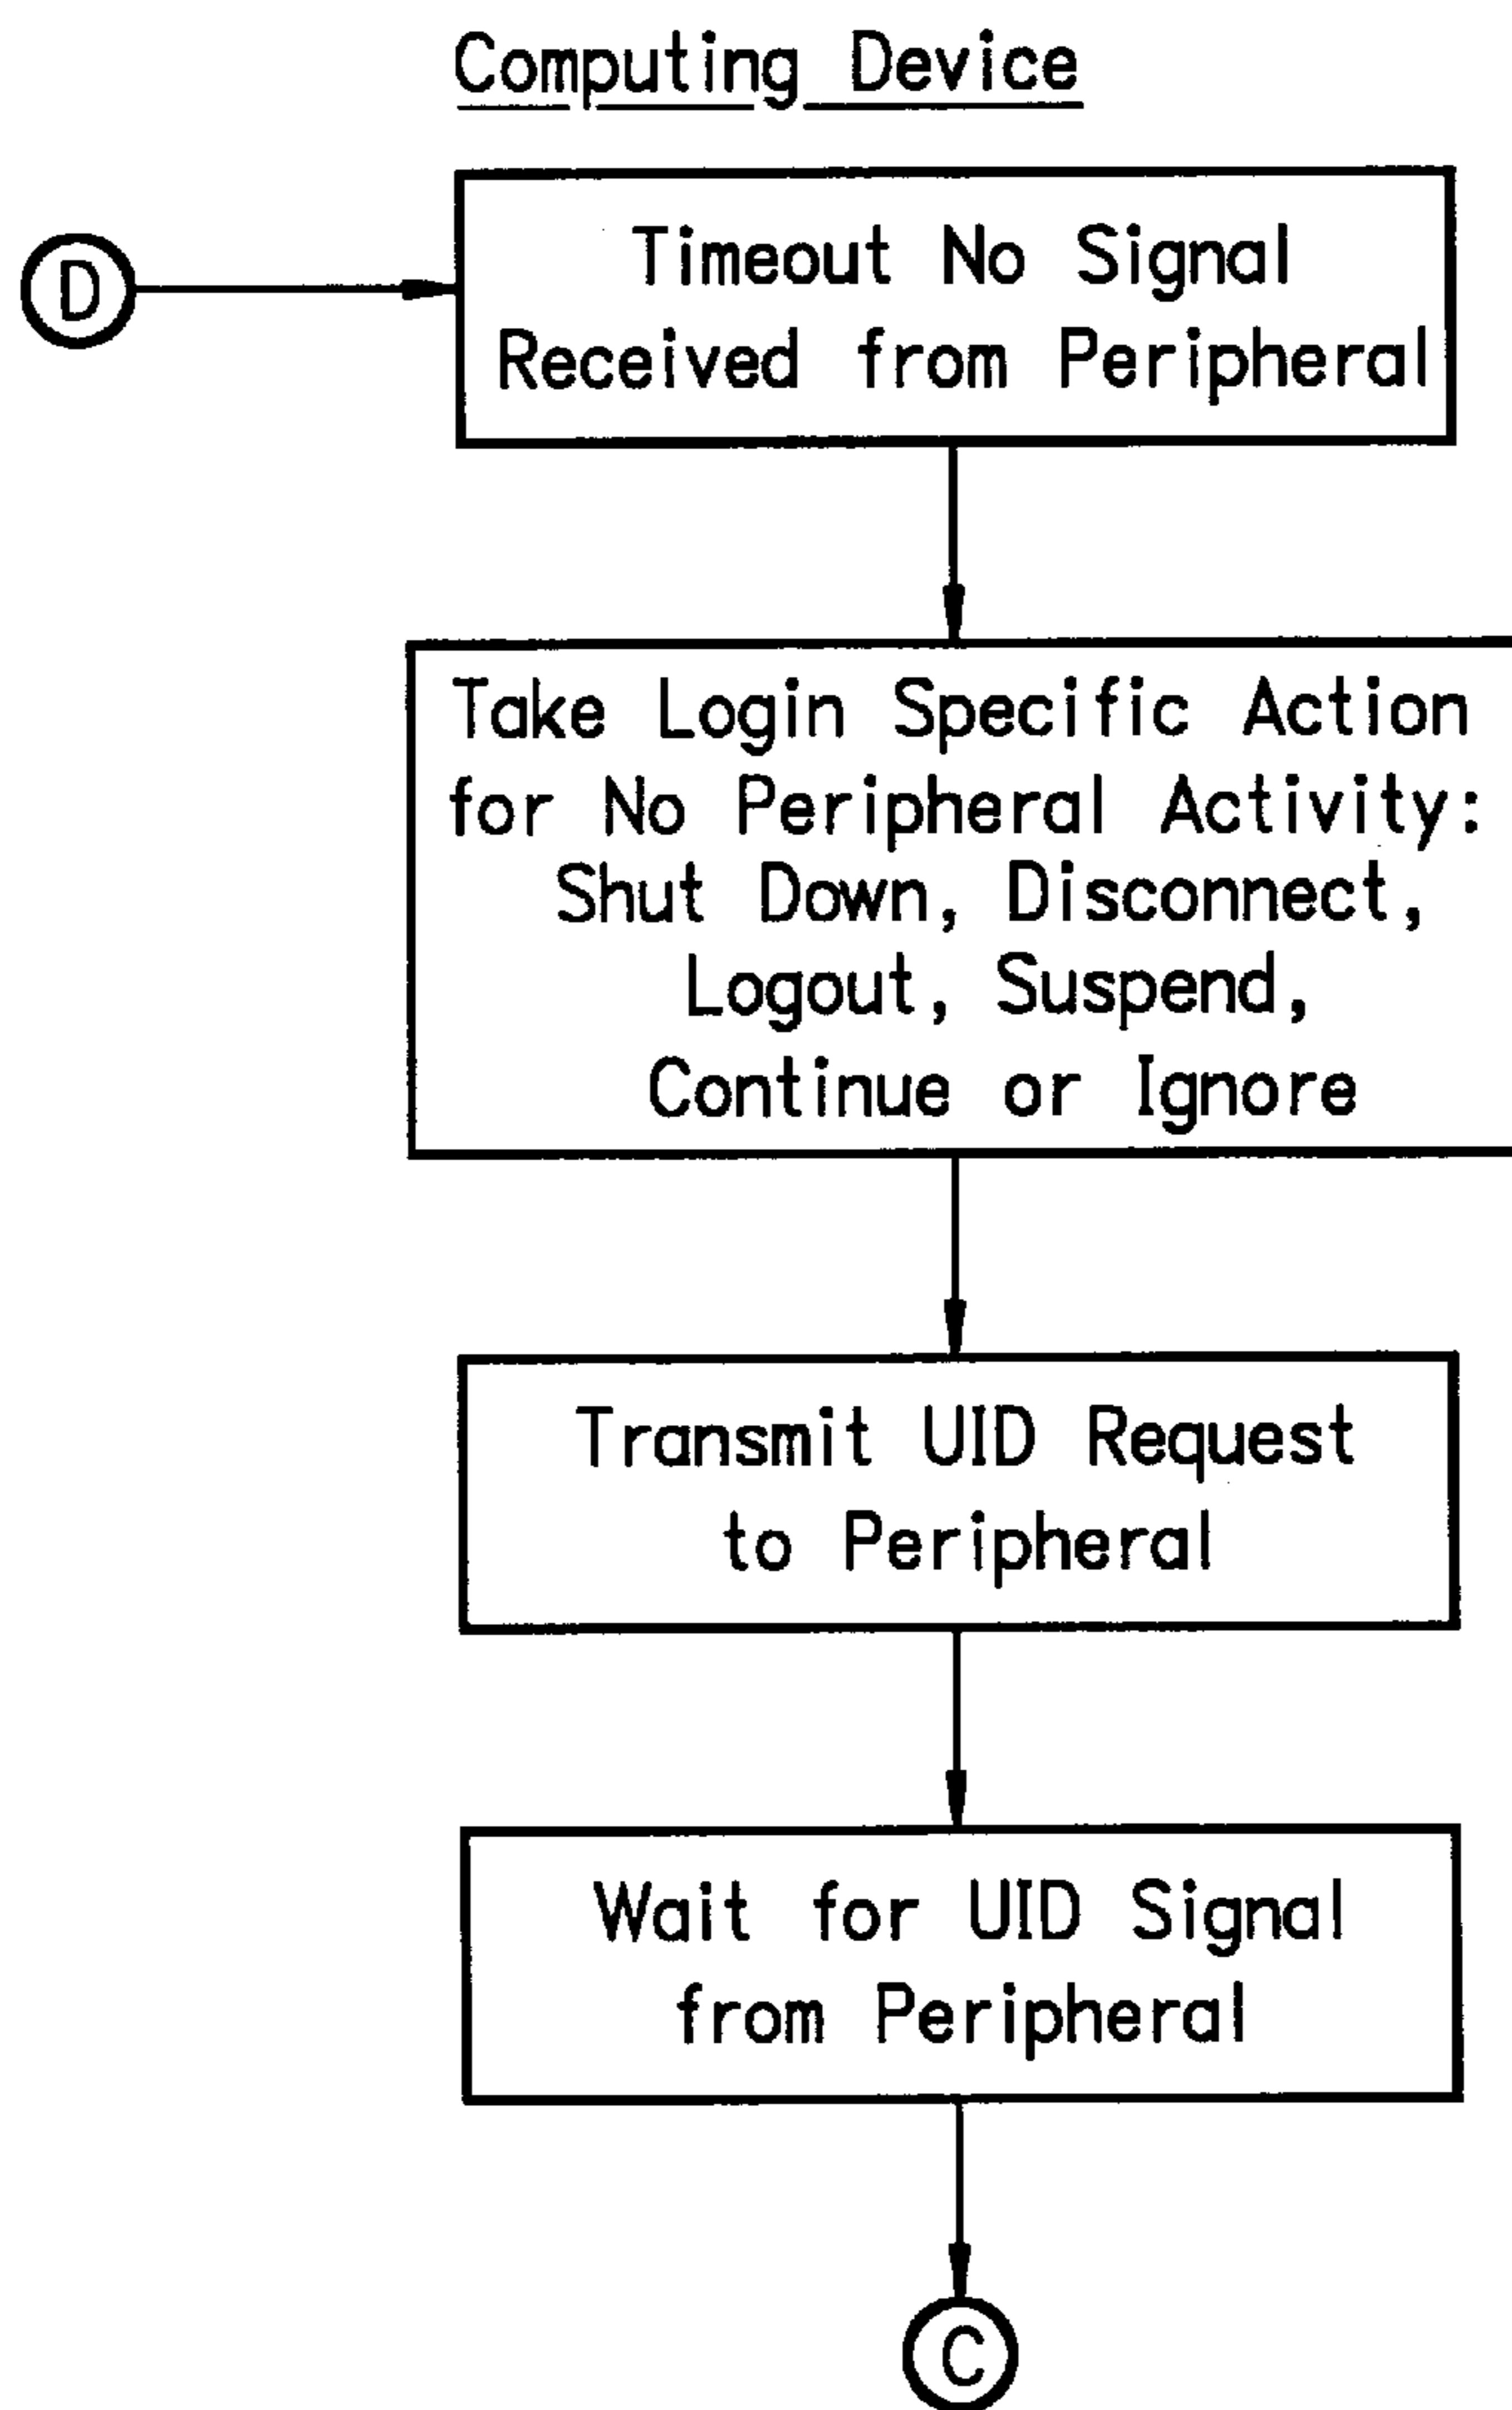 Computing Device
D
Timeout No Signal
Received from Peripheral
Take Login Specific Action
for No Peripheral Activity:
Shut Down, Disconnect,
Logout, Suspend,
Continue or Ignore
Transmit UID Request
to Peripheral
Wait for UID Signal
from Peripheral
C